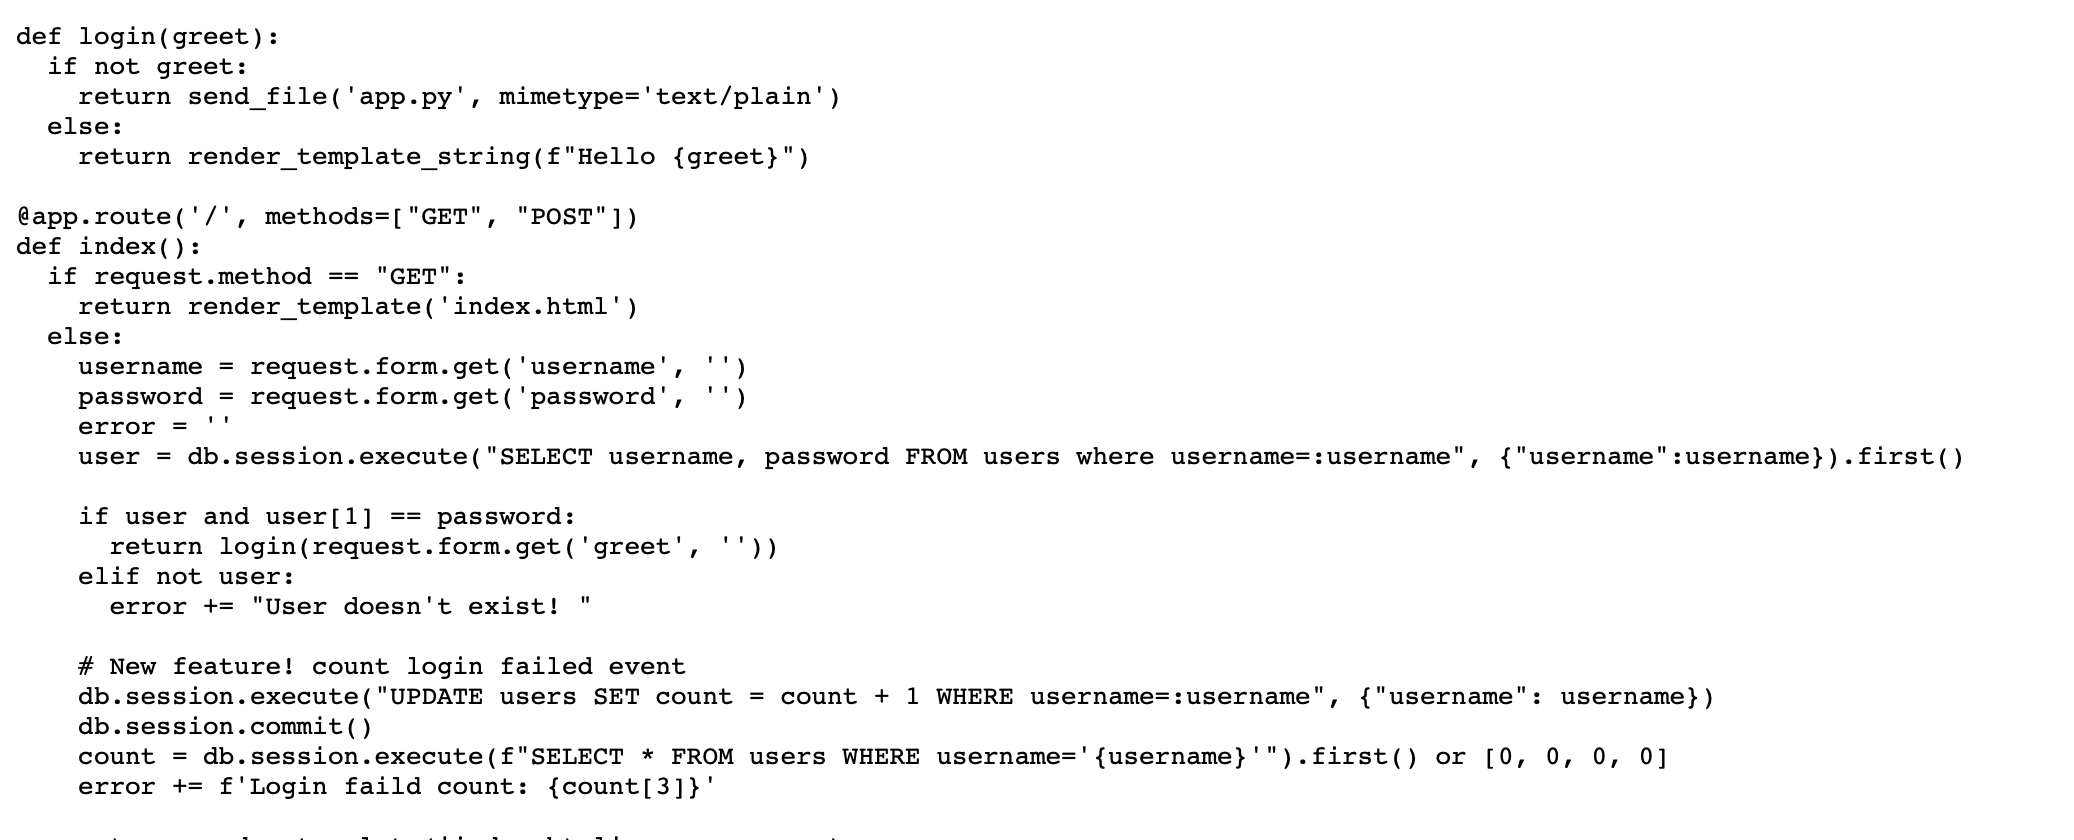 def login(greet):
  if not greet:
    return send_file('app.py', mimetype='text/plain')
  else:
    return render_template_string(f"Hello {greet}")

@app.route('/', methods=["GET", "POST"])
def index():
  if request.method == "GET":
    return render_template('index.html')
  else:
    username = request.form.get('username', '')
    password = request.form.get('password', '')
    error = ''
    user = db.session.execute("SELECT username, password FROM users where username=:username", {"username":username}).first()

    if user and user[1] == password:
      return login(request.form.get('greet', ''))
    elif not user:
      error += "User doesn't exist! "

    # New feature! count login failed event
    db.session.execute("UPDATE users SET count = count + 1 WHERE username=:username", {"username": username})
    db.session.commit()
    count = db.session.execute(f"SELECT * FROM users WHERE username='{username}'").first() or [0, 0, 0, 0]
    error += f'Login faild count: {count[3]}'